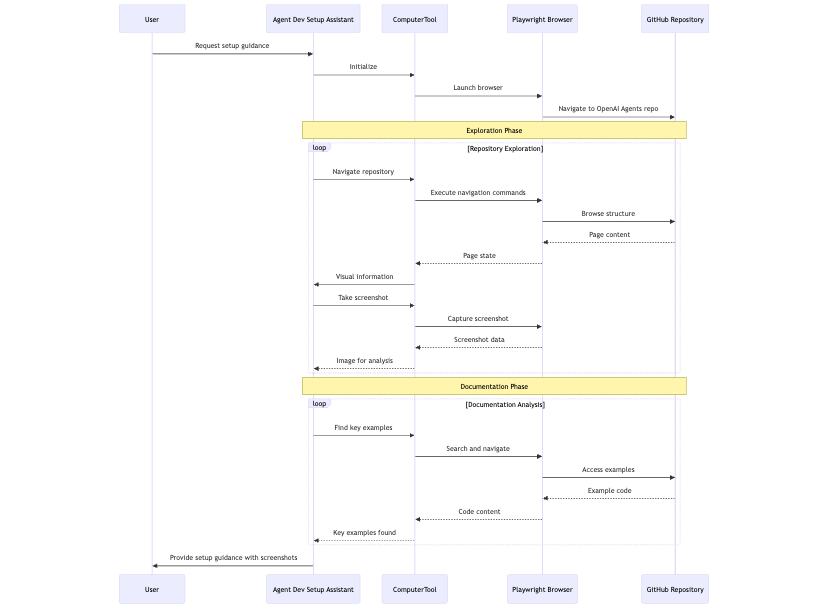 User Agent Dev Setup Assistant ComputerTool Playwright Browser GitHub Repository
Request setup guidance
Initialize
Launch browser
Navigate to OpenAI Agents repo
Exploration Phase
loop [Repository Exploration]
Navigate repository
Execute navigation commands
Browse structure
Page content
Page state
Visual information
Take screenshot
Capture screenshot
Screenshot data
Image for analysis
Documentation Phase
loop [Documentation Analysis]
Find key examples
Search and navigate
Access examples
Example code
Code content
Key examples found
Provide setup guidance with screenshots
User Agent Dev Setup Assistant ComputerTool Playwright Browser GitHub Repository